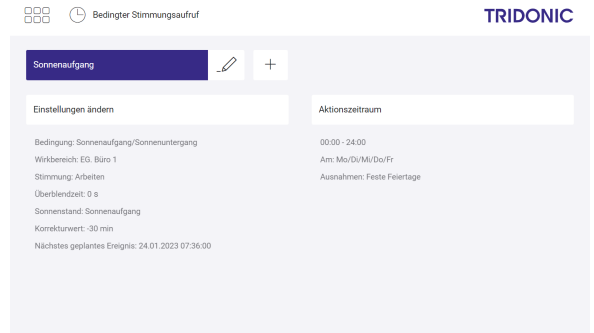 Bedingter Stimmungsaufruf
TRIDONIC
Sonnenaufgang
Einstellungen ändern
Bedingung: Sonnenaufgang/Sonnenuntergang
Wirkbereich: EG. Büro 1
Stimmung: Arbeiten
Überblendzeit: 0 s
Sonnenstand: Sonnenaufgang
Korrekturwert: -30 min
Nächstes geplantes Ereignis: 24.01.2023 07:36:00
Aktionszeitraum
00:00 - 24:00
Am: Mo/Di/Mi/Do/Fr
Ausnahmen: Feste Feiertage